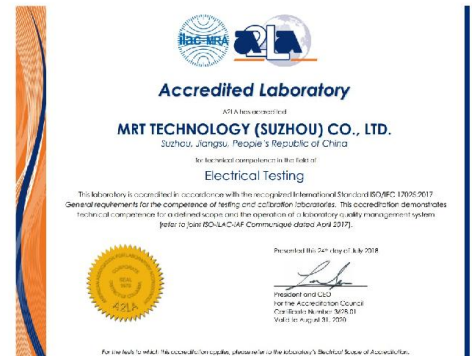 ilac-MRA
A2LA
Accredited Laboratory
A2LA has accredited
MRT TECHNOLOGY (SUZHOU) CO., LTD.
Suzhou, Jiangsu, People's Republic of China
for technical competence in the field of
Electrical Testing
This laboratory is accredited in accordance with the recognized International Standard ISO/IEC 17025:2017
General requirements for the competence of testing and calibration laboratories. This accreditation demonstrates
technical competence for a defined scope and the operation of a laboratory quality management system
(refer to joint ISO-ILAC-IAF Communiqué dated April 2017).
Presented this 24th day of July 2018
President and CEO
For the Accreditation Council
Certificate Number 3628.01
Valid to August 31, 2020
A2LA
For the tests to which this accreditation applies, please refer to the laboratory's Electrical Scope of Accreditation.